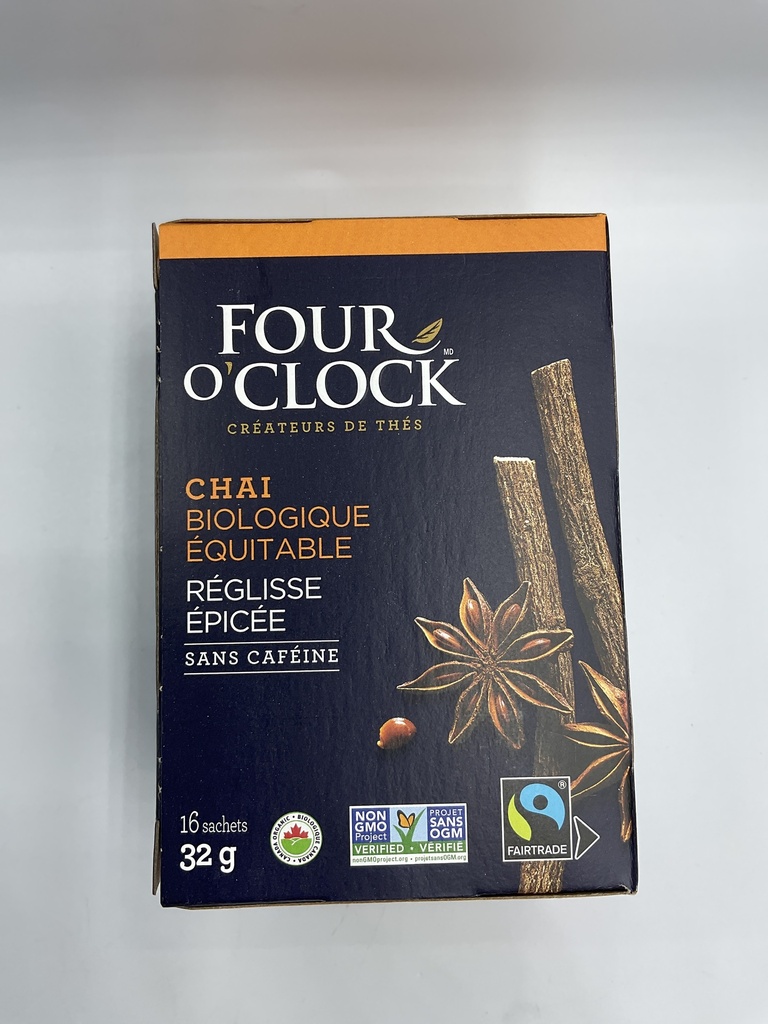 FOUR
O'CLOCK
MD
CRÉATEURS DE THÉS
CHAI
BIOLOGIQUE
ÉQUITABLE
RÉGLISSE
ÉPICÉE
SANS CAFÉINE
16 sachets
32 g
CANADA ORGANIC • BIOLOGIQUE CANADA •
NON
GMO
Project
PROJET
SANS
OGM
VERIFIED • VÉRIFIÉ
nonGMOproject.org • projetsansOGM.org
®
FAIRTRADE